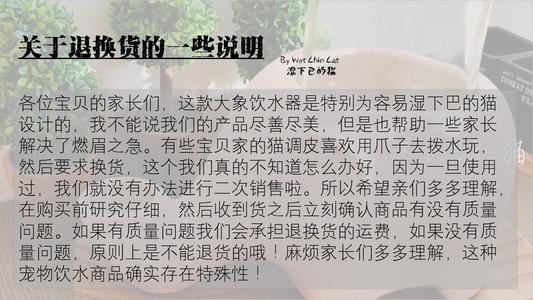 关于退换货的一些说明
By Wet Chin Cat
湿下巴的猫
各位宝贝的家长们，这款大象饮水器是特别为容易湿下巴的猫
设计的，我不能说我们的产品尽善尽美，但是也帮助一些家长
解决了燃眉之急。有些宝贝家的猫调皮喜欢用爪子去拨水玩，
然后要求换货，这个我们真的不知道怎么办好，因为一旦使用
过，我们就没有办法进行二次销售啦。所以希望亲们多多理解，
在购买前研究仔细，然后收到货之后立刻确认商品有没有质量
问题。如果有质量问题我们会承担退换货的运费，如果没有质
量问题，原则上是不能退货的哦！麻烦家长们多多理解，这种
宠物饮水商品确实存在特殊性！